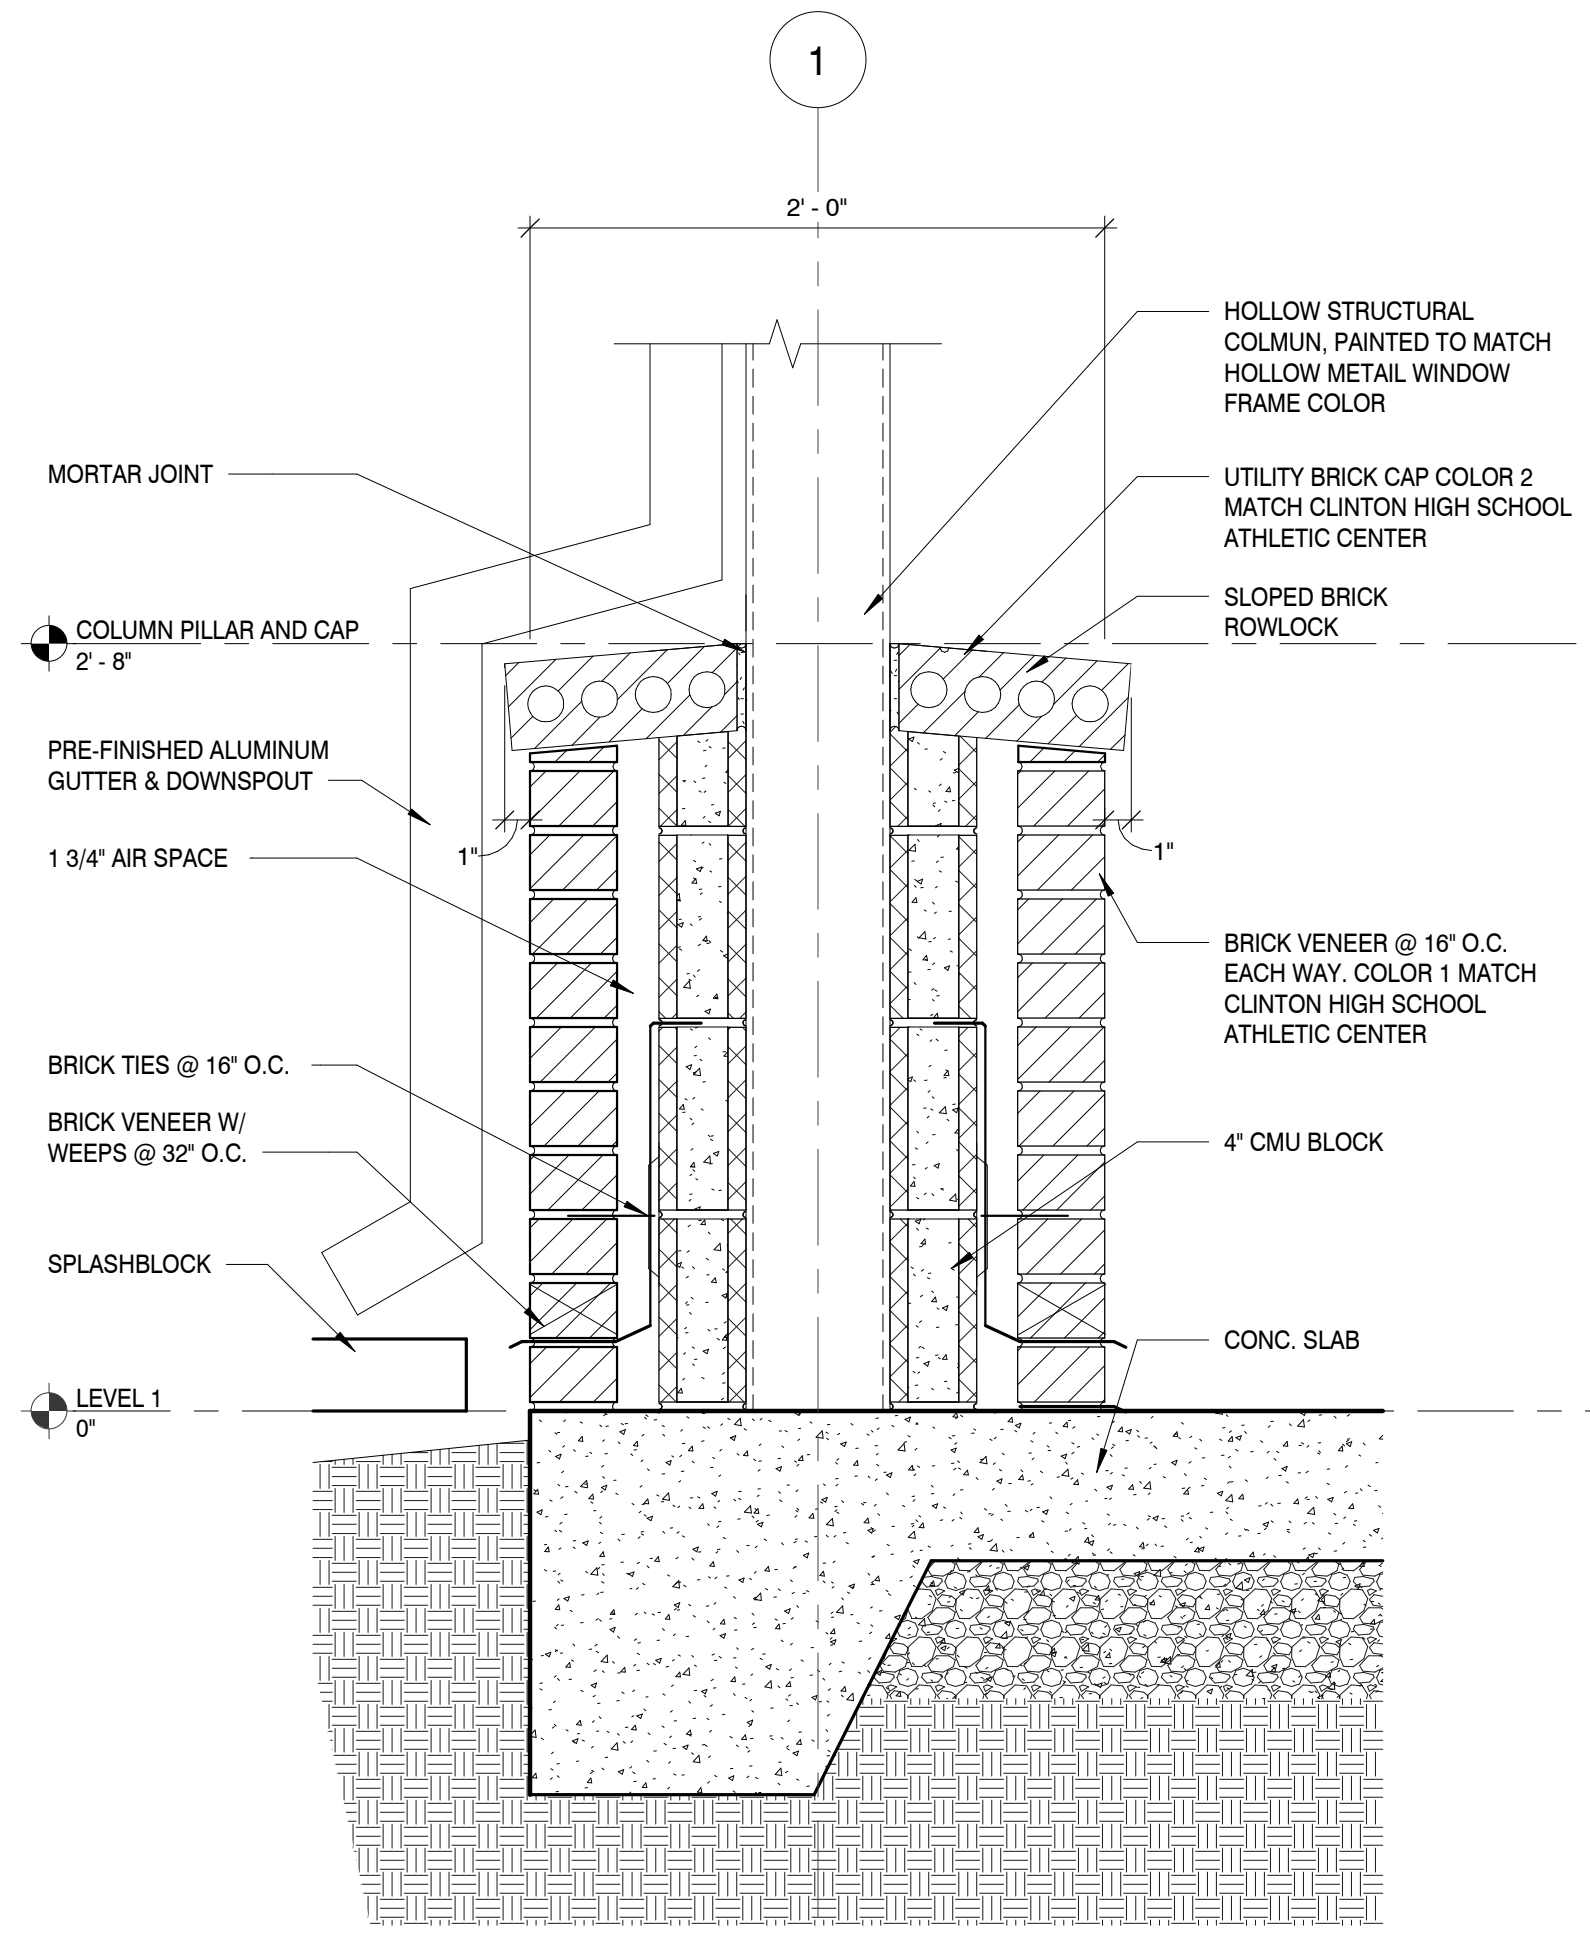 1
2' - 0"
HOLLOW STRUCTURAL
COLMUN, PAINTED TO MATCH
HOLLOW METAIL WINDOW
FRAME COLOR
MORTAR JOINT
UTILITY BRICK CAP COLOR 2
MATCH CLINTON HIGH SCHOOL
ATHLETIC CENTER
SLOPED BRICK
ROWLOCK
COLUMN PILLAR AND CAP
2' - 8"
PRE-FINISHED ALUMINUM
GUTTER & DOWNSPOUT
1"
1"
1 3/4" AIR SPACE
BRICK VENEER @ 16" O.C.
EACH WAY. COLOR 1 MATCH
CLINTON HIGH SCHOOL
ATHLETIC CENTER
BRICK TIES @ 16" O.C.
BRICK VENEER W/
WEEPS @ 32" O.C.
4" CMU BLOCK
SPLASHBLOCK
CONC. SLAB
LEVEL 1
0"